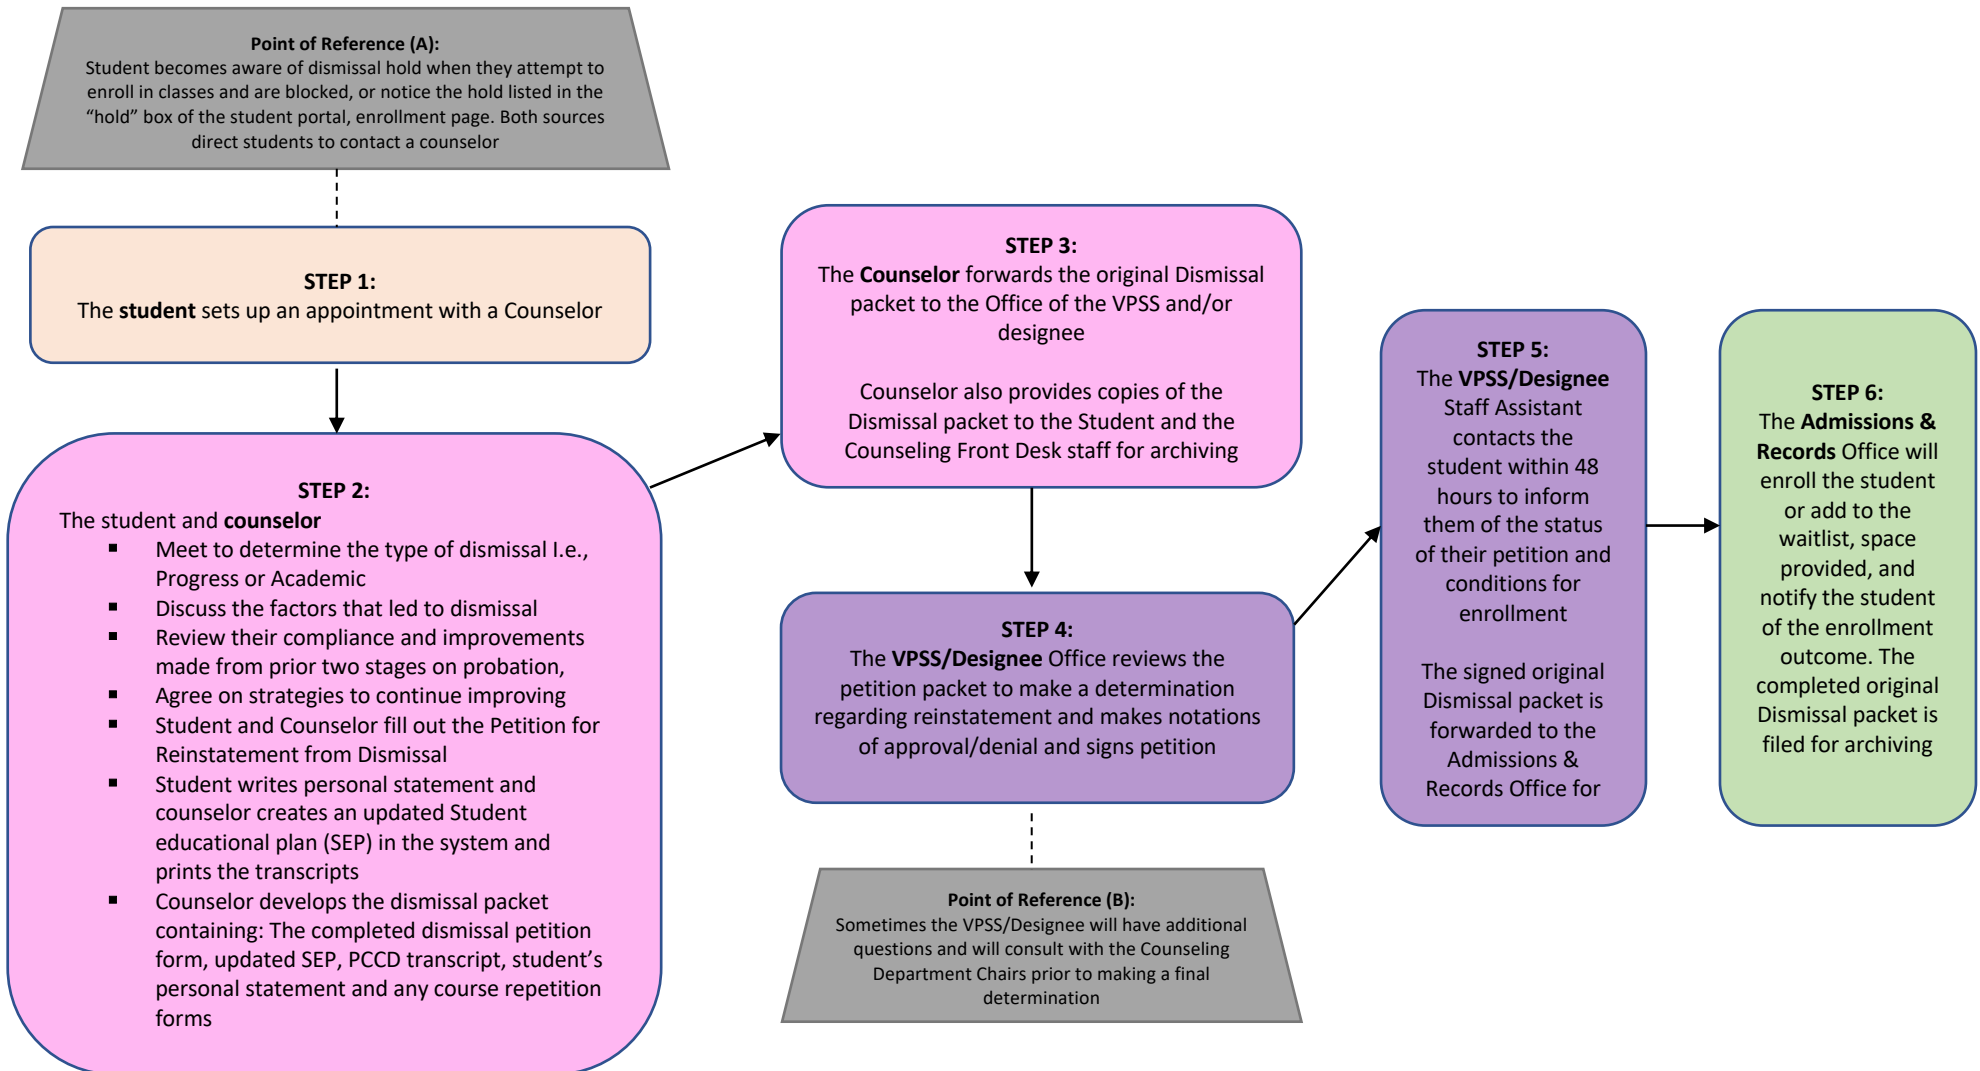 Point of Reference (A):
Student becomes aware of dismissal hold when they attempt to
enroll in classes and are blocked, or notice the hold listed in the
“hold” box of the student portal, enrollment page. Both sources
direct students to contact a counselor
STEP 1:
The student sets up an appointment with a Counselor
STEP 2:
The student and counselor
▪ Meet to determine the type of dismissal I.e.,
Progress or Academic
▪ Discuss the factors that led to dismissal
▪ Review their compliance and improvements
made from prior two stages on probation,
▪ Agree on strategies to continue improving
▪ Student and Counselor fill out the Petition for
Reinstatement from Dismissal
▪ Student writes personal statement and
counselor creates an updated Student
educational plan (SEP) in the system and
prints the transcripts
▪ Counselor develops the dismissal packet
containing: The completed dismissal petition
form, updated SEP, PCCD transcript, student’s
personal statement and any course repetition
forms
STEP 3:
The Counselor forwards the original Dismissal
packet to the Office of the VPSS and/or
designee
Counselor also provides copies of the
Dismissal packet to the Student and the
Counseling Front Desk staff for archiving
STEP 4:
The VPSS/Designee Office reviews the
petition packet to make a determination
regarding reinstatement and makes notations
of approval/denial and signs petition
Point of Reference (B):
Sometimes the VPSS/Designee will have additional
questions and will consult with the Counseling
Department Chairs prior to making a final
determination
STEP 5:
The VPSS/Designee
Staff Assistant
contacts the
student within 48
hours to inform
them of the status
of their petition and
conditions for
enrollment
The signed original
Dismissal packet is
forwarded to the
Admissions &
Records Office for
STEP 6:
The Admissions &
Records Office will
enroll the student
or add to the
waitlist, space
provided, and
notify the student
of the enrollment
outcome. The
completed original
Dismissal packet is
filed for archiving